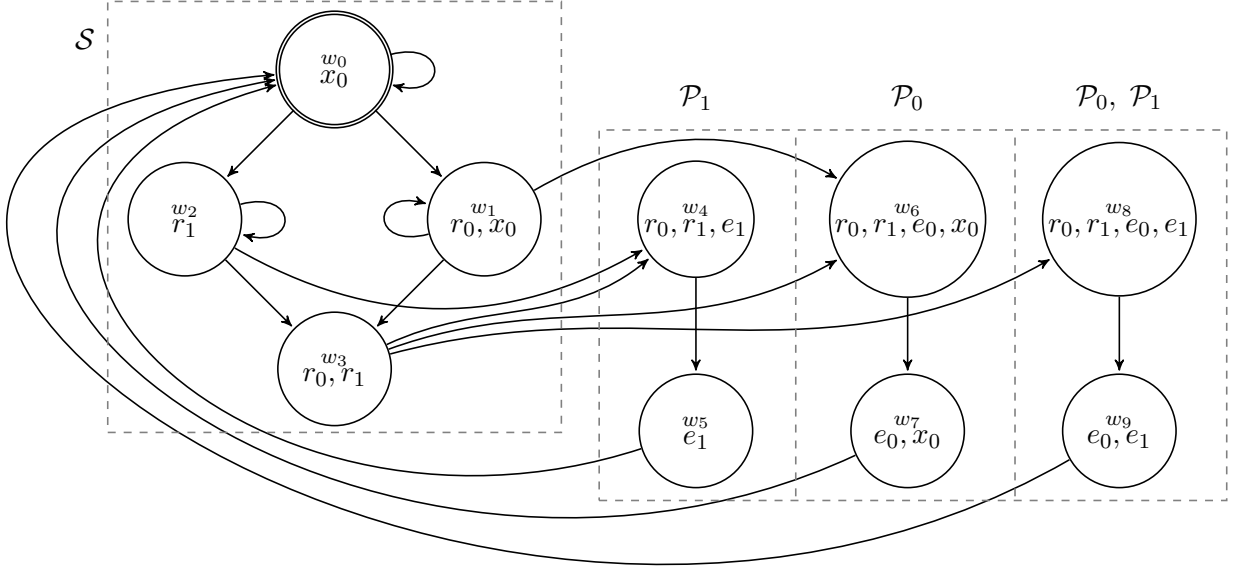 𝒮
w₀
x₀
𝒫₁
𝒫₀
𝒫₀, 𝒫₁
w₂
r₁
w₁
r₀, x₀
w₄
r₀, r₁, e₁
w₆
r₀, r₁, e₀, x₀
w₈
r₀, r₁, e₀, e₁
w₃
r₀, r₁
w₅
e₁
w₇
e₀, x₀
w₉
e₀, e₁